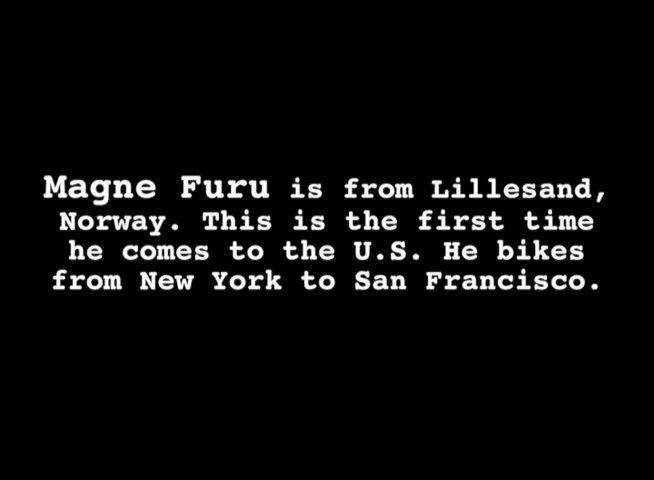 Magne Furu is from Lillesand,
Norway. This is the first time
he comes to the U.S. He bikes
from New York to San Francisco.